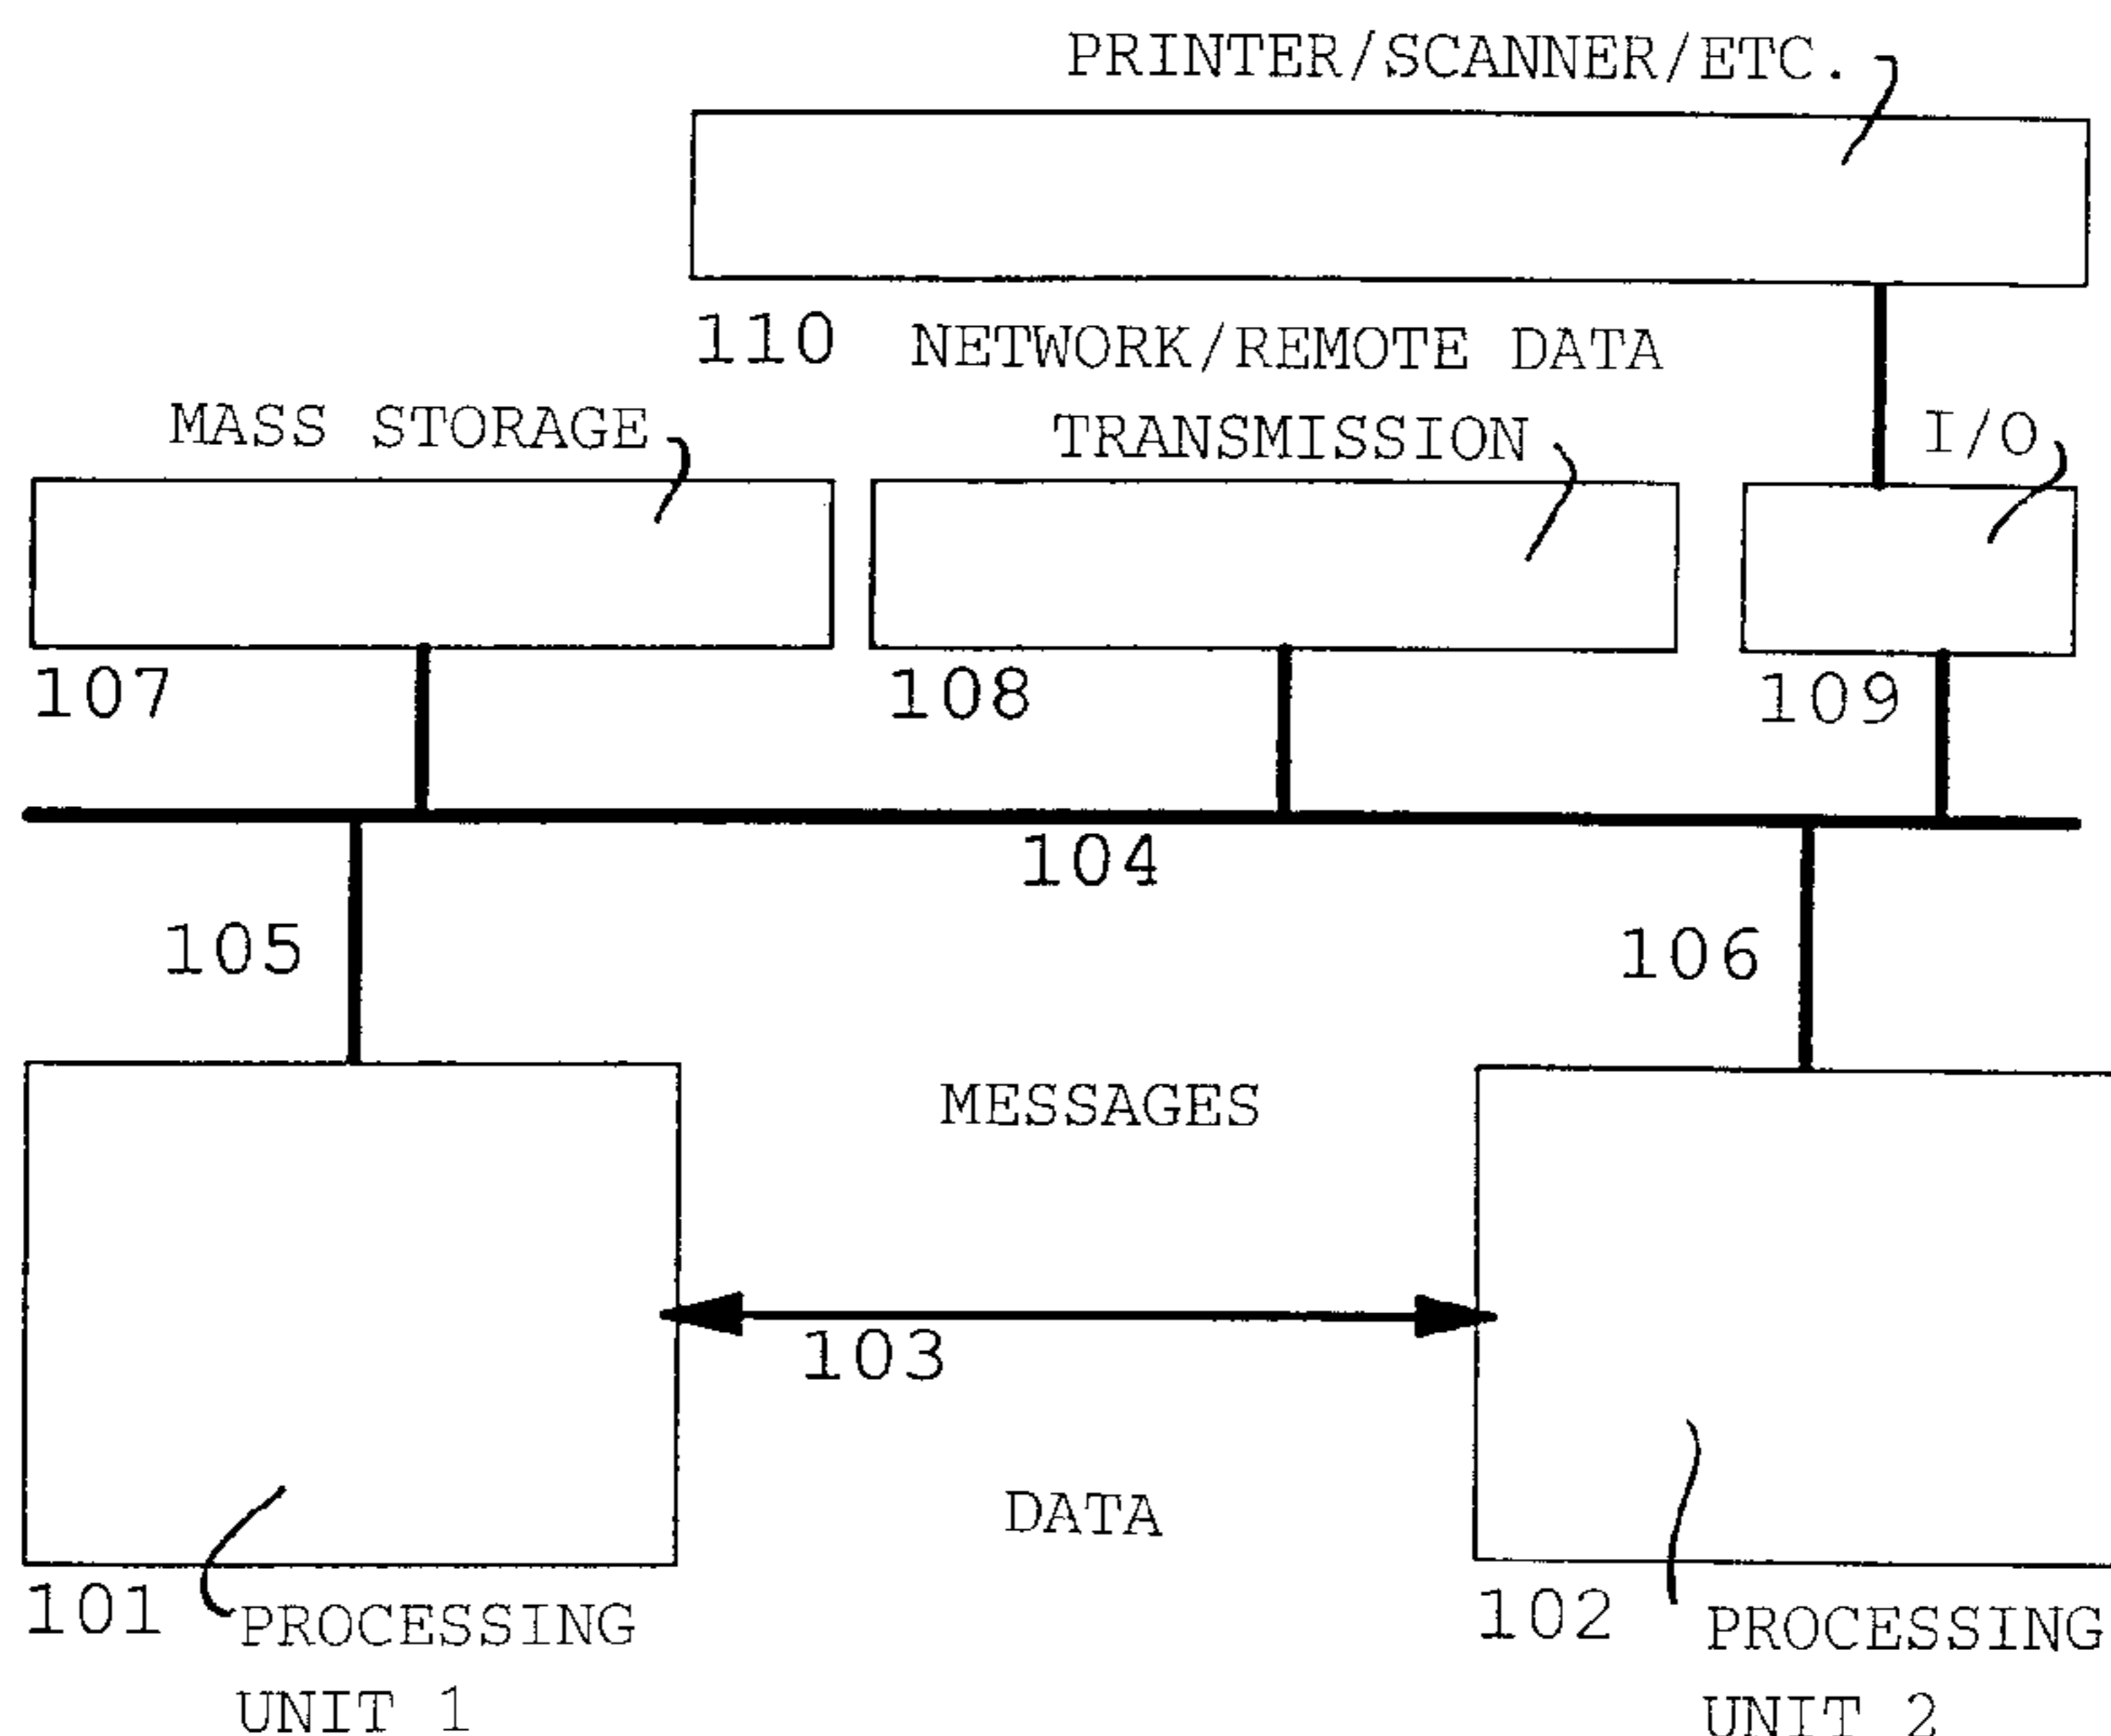 PRINTER/SCANNER/ETC.
110 NETWORK/REMOTE DATA
TRANSMISSION
MASS STORAGE
I/O
107
108
109
104
105
106
MESSAGES
103
DATA
101
PROCESSING
UNIT 1
102
PROCESSING
UNIT 2